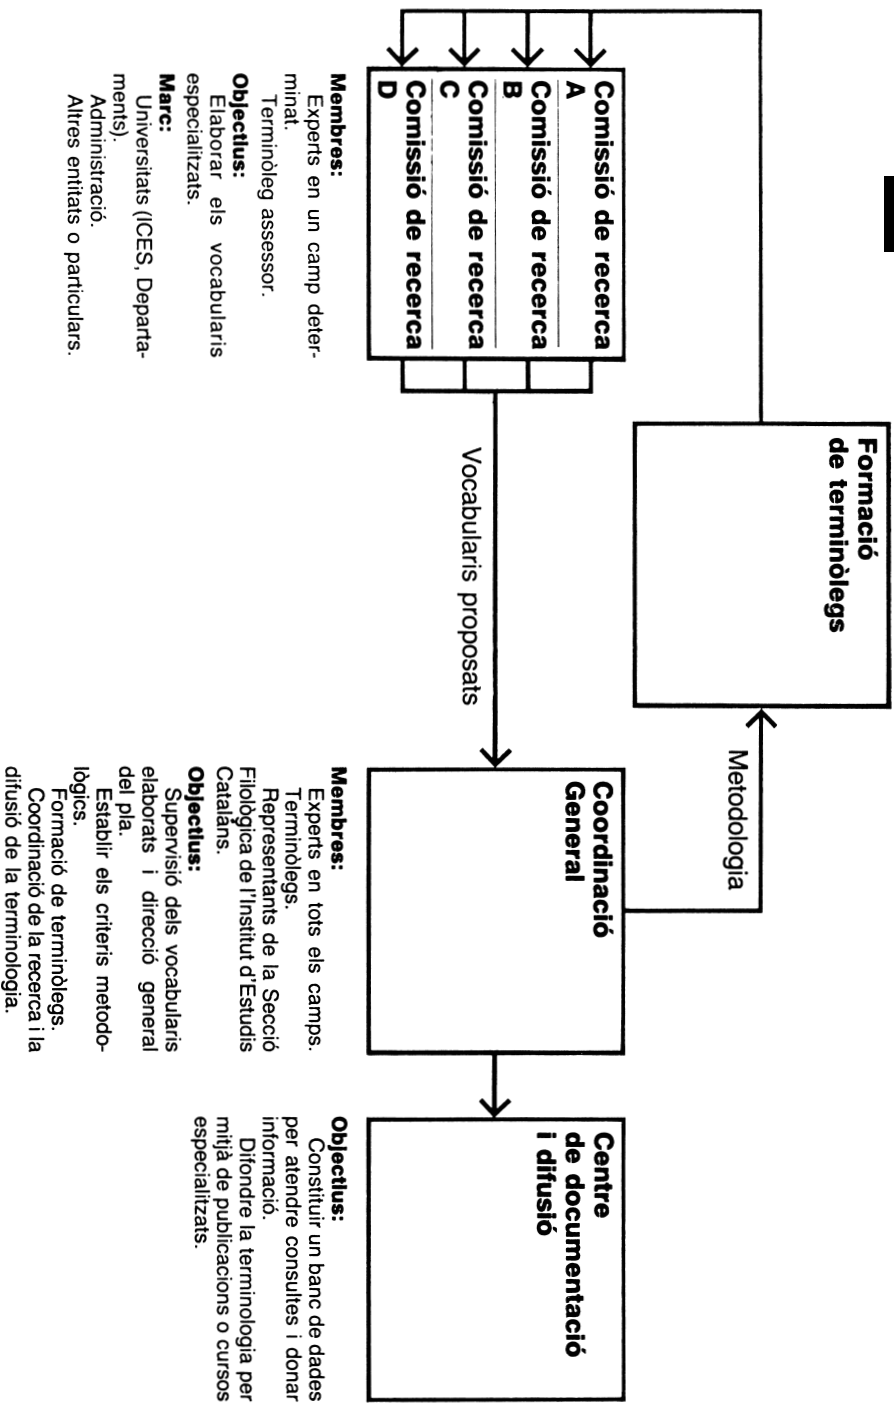 Formació
de terminòlegs
Metodologia
Comissió de recerca
A
Comissió de recerca
B
Comissió de recerca
C
Comissió de recerca
D
Vocabularis proposats
Coordinació
General
Centre
de documentació
i difusió
Membres:
Experts en un camp deter-
minat.
Terminòleg assessor.
Objectius:
Elaborar els vocabularis
especialitzats.
Marc:
Universitats (ICES, Departa-
ments).
Administració.
Altres entitats o particulars.
Membres:
Experts en tots els camps.
Terminòlegs.
Representants de la Secció
Filològica de l'Institut d'Estudis
Catalans.
Objectius:
Supervisió dels vocabularis
elaborats i direcció general
del pla.
Establir els criteris metodo-
lògics.
Formació de terminòlegs.
Coordinació de la recerca i la
difusió de la terminologia.
Objectius:
Constituir un banc de dades
per atendre consultes i donar
informació.
Difondre la terminologia per
mitjà de publicacions o cursos
especialitzats.